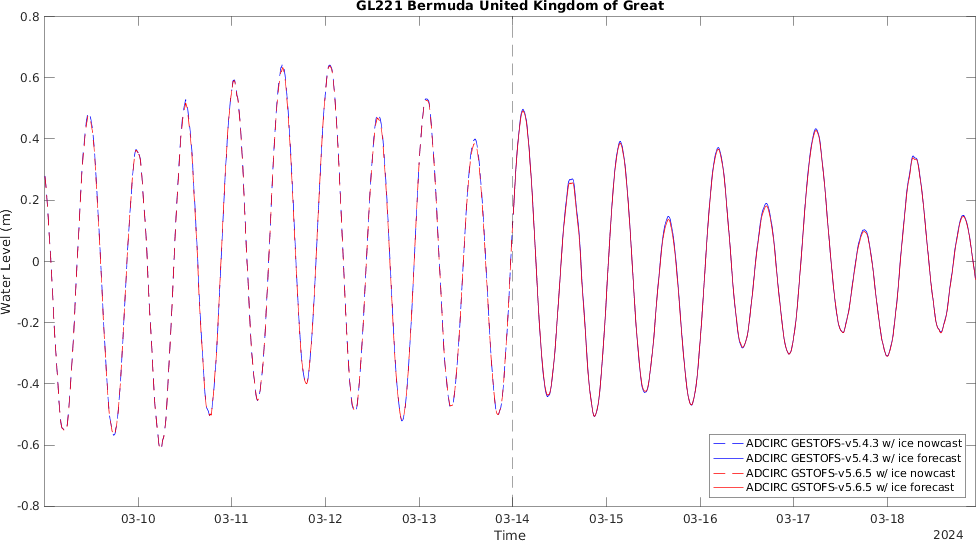 GL221 Bermuda United Kingdom of Great
0.8
0.6
0.4
0.2
0
-0.2
-0.4
-0.6
-0.8
Water Level (m)
03-10 03-11 03-12 03-13 03-14 03-15 03-16 03-17 03-18
Time
2024
ADCIRC GESTOFS-v5.4.3 w/ ice nowcast
ADCIRC GESTOFS-v5.4.3 w/ ice forecast
ADCIRC GSTOFS-v5.6.5 w/ ice nowcast
ADCIRC GSTOFS-v5.6.5 w/ ice forecast